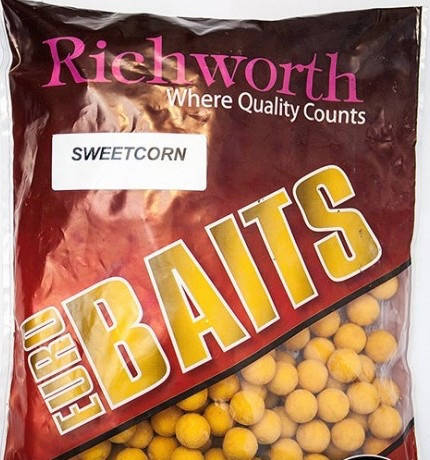 Richworth
Where Quality Counts
SWEETCORN
EURO
BAITS